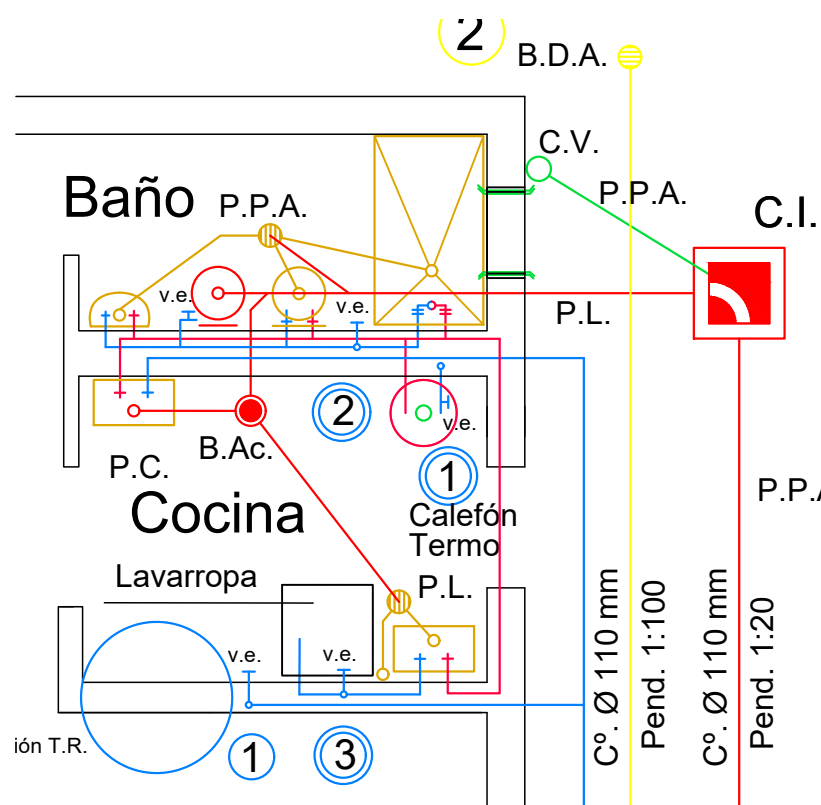 2
B.D.A.
C.V.
Baño
P.P.A.
P.P.A.
C.I.
v.e.
v.e.
P.L.
2
v.e.
B.Ac.
P.C.
1
P.P.A
Cocina
Calefón
Termo
Lavarropa
P.L.
v.e.
v.e.
Cº. Ø 110 mm
Pend. 1:100
Cº. Ø 110 mm
Pend. 1:20
ión T.R.
1
3